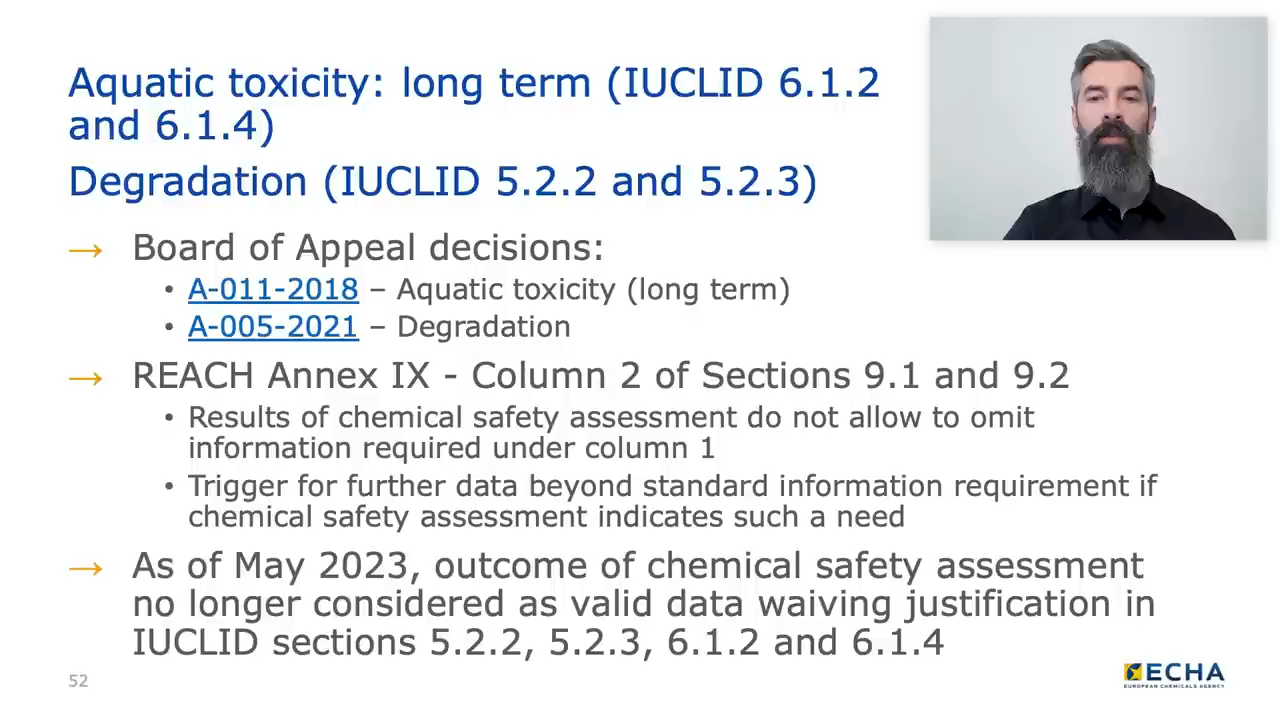 Aquatic toxicity: long term (IUCLID 6.1.2
and 6.1.4)
Degradation (IUCLID 5.2.2 and 5.2.3)
→ Board of Appeal decisions:
• A-011-2018 – Aquatic toxicity (long term)
• A-005-2021 – Degradation
→ REACH Annex IX - Column 2 of Sections 9.1 and 9.2
• Results of chemical safety assessment do not allow to omit
information required under column 1
• Trigger for further data beyond standard information requirement if
chemical safety assessment indicates such a need
→ As of May 2023, outcome of chemical safety assessment
no longer considered as valid data waiving justification in
IUCLID sections 5.2.2, 5.2.3, 6.1.2 and 6.1.4
52
ECHA
EUROPEAN CHEMICALS AGENCY